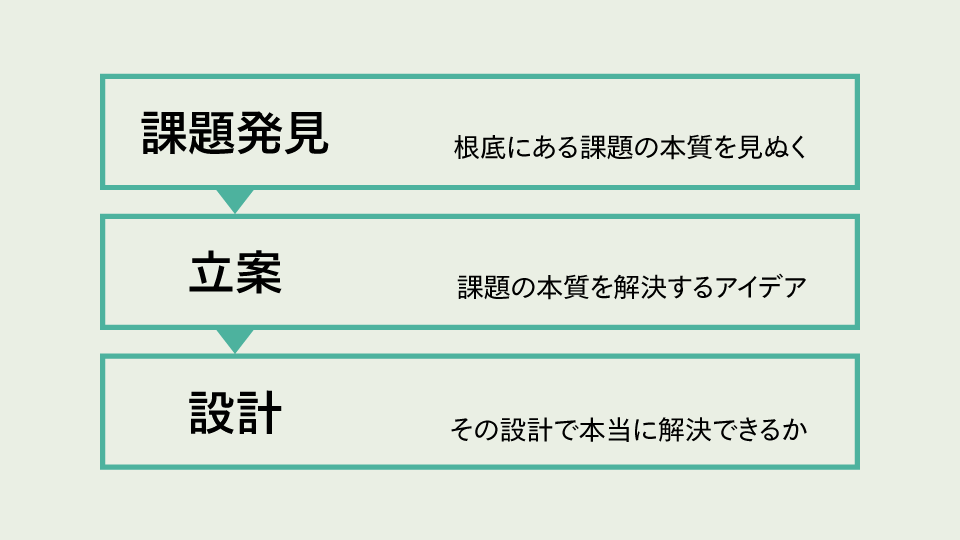 課題発見
根底にある課題の本質を見ぬく
立案
課題の本質を解決するアイデア
設計
その設計で本当に解決できるか